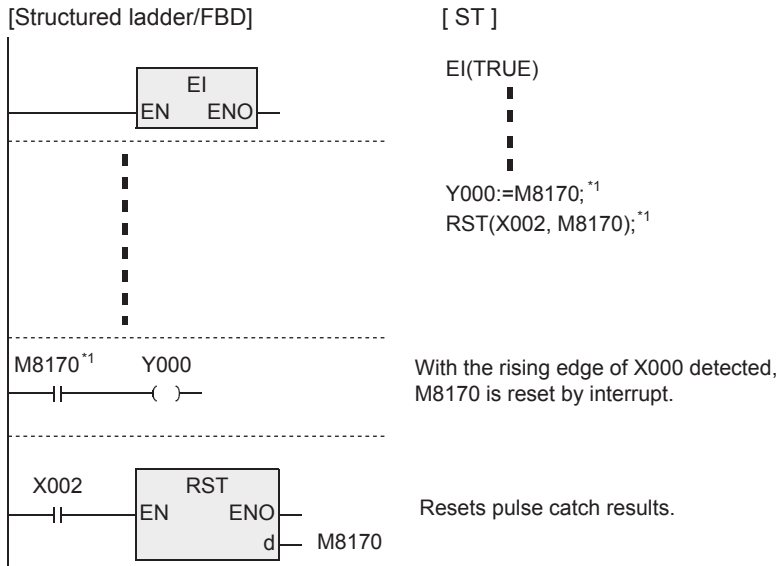 [Structured ladder/FBD]
[ ST ]
EI
EN ENO
EI(TRUE)
Y000:=M8170;*1
RST(X002, M8170);*1
M8170*1 Y000
With the rising edge of X000 detected,
M8170 is reset by interrupt.
X002
RST
EN ENO
d M8170
Resets pulse catch results.